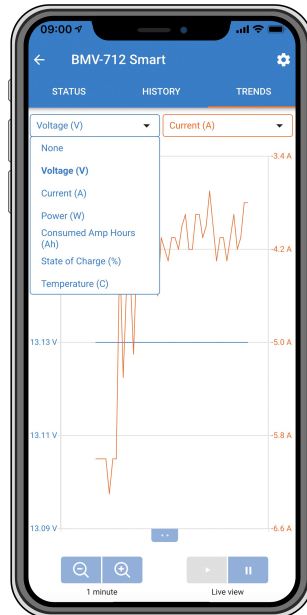 09:00
BMV-712 Smart
STATUS HISTORY TRENDS
Voltage (V) Current (A)
None
Voltage (V)
Current (A)
Power (W)
Consumed Amp Hours
(Ah)
State of Charge (%)
Temperature (C)
-3.4 A
-4.2 A
13.13 V -5.0 A
13.11 V -5.8 A
13.09 V -6.6 A
1 minute Live view